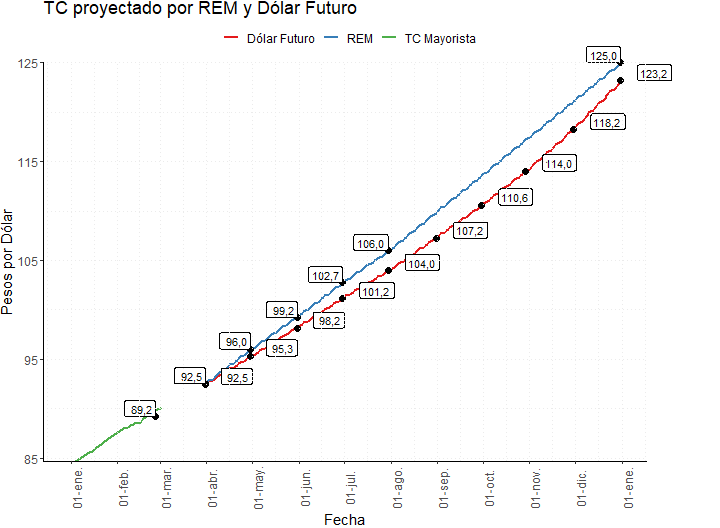 TC proyectado por REM y Dólar Futuro
Dólar Futuro
REM
TC Mayorista
Pesos por Dólar
125
115
105
95
85
125,0
123,2
118,2
114,0
110,6
107,2
106,0
104,0
102,7
101,2
99,2
98,2
96,0
95,3
92,5
92,5
89,2
01-ene.
01-feb.
01-mar.
01-abr.
01-may.
01-jun.
01-jul.
01-ago.
01-sep.
01-oct.
01-nov.
01-dic.
01-ene.
Fecha